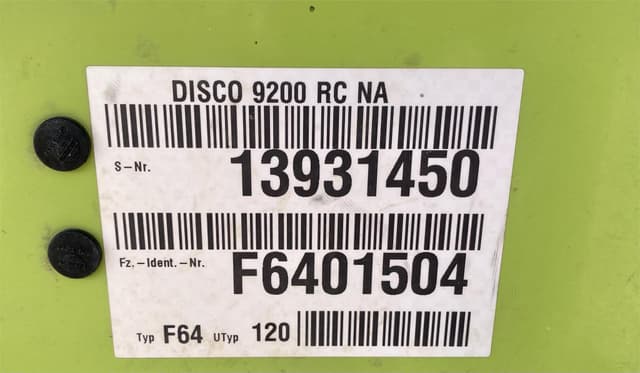 DISCO 9200 RC NA
S-Nr. 13931450
Fz.-Ident.-Nr. F6401504
Typ F64 UTyp 120